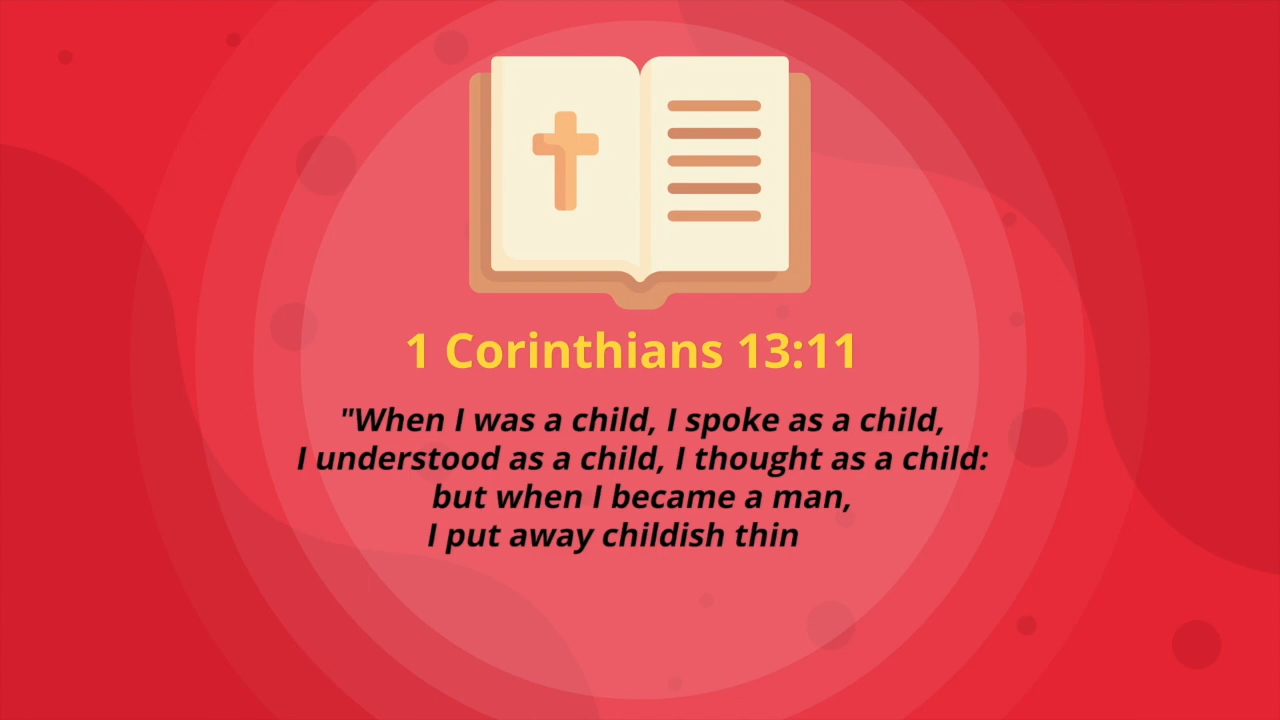 1 Corinthians 13:11
"When I was a child, I spoke as a child,
I understood as a child, I thought as a child:
but when I became a man,
I put away childish thin